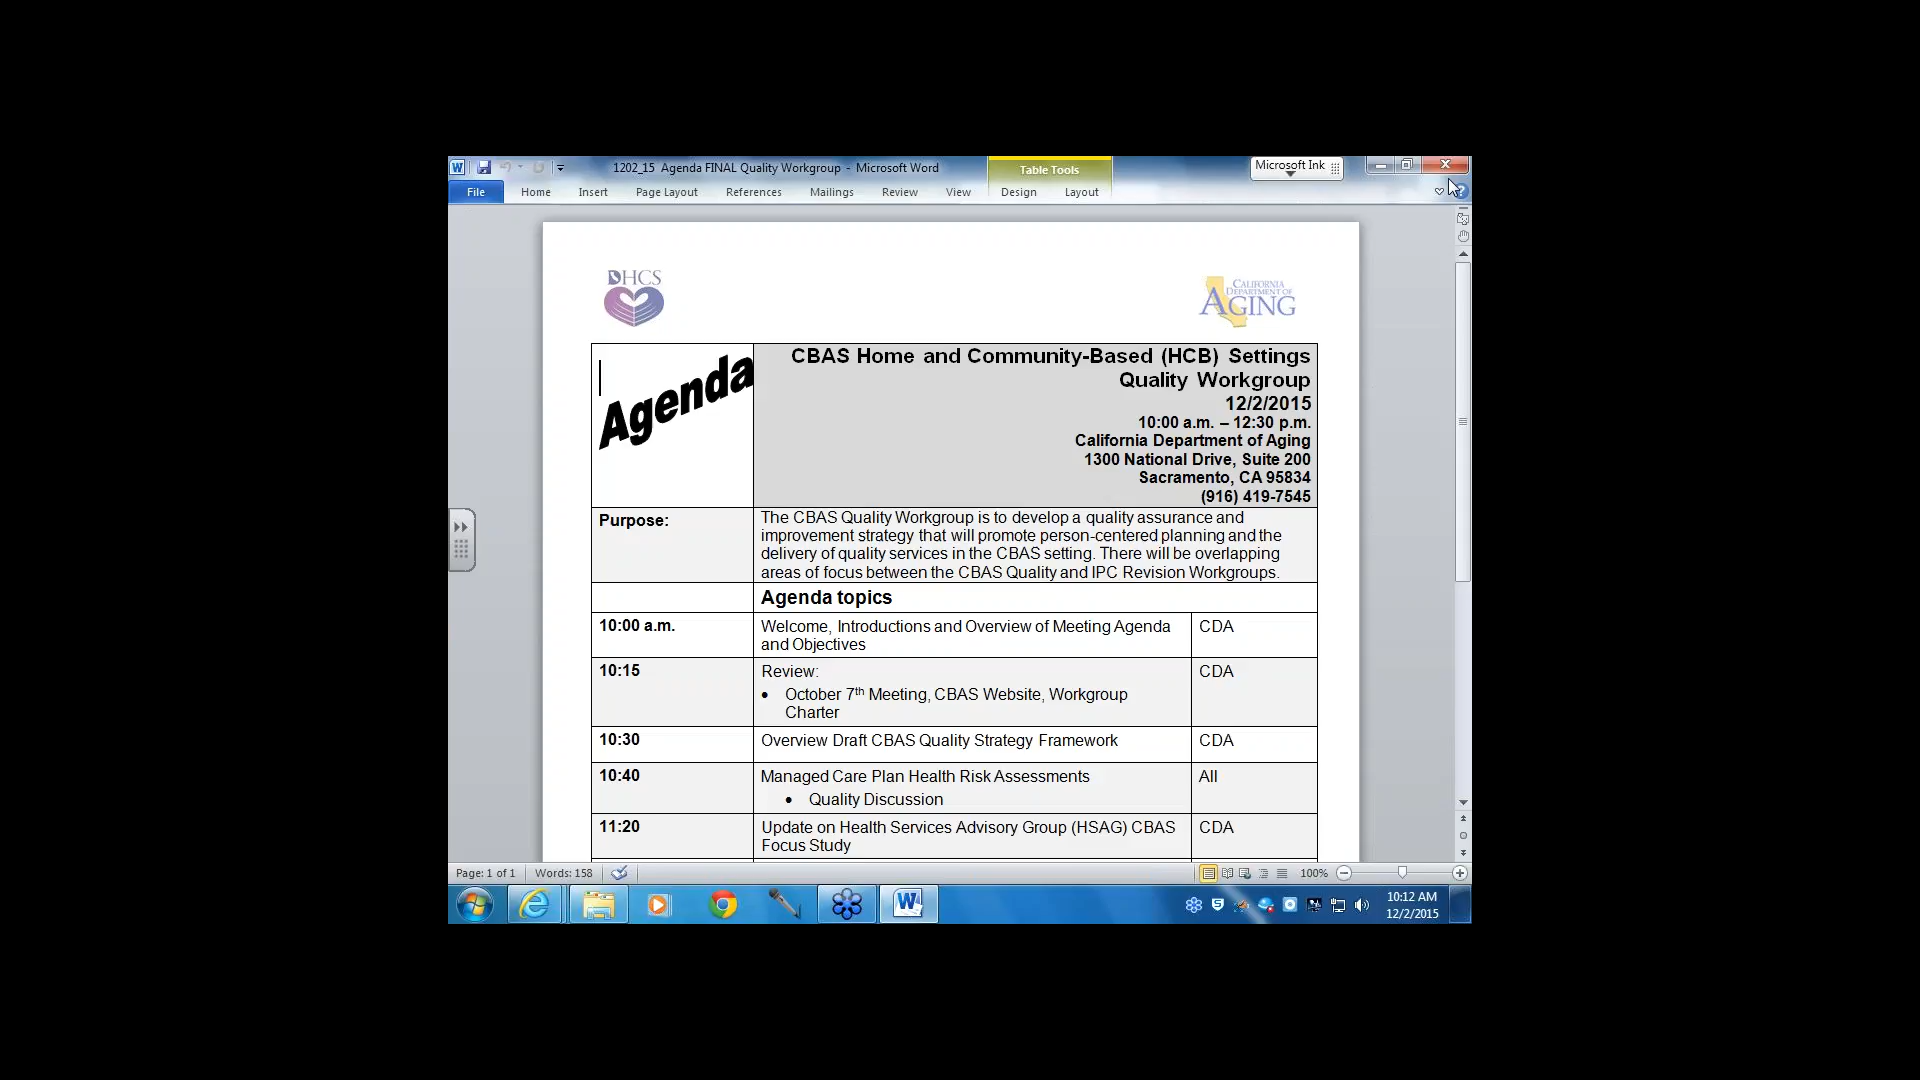 1202_15 Agenda FINAL Quality Workgroup - Microsoft Word
Table Tools
Microsoft Ink
File Home Insert Page Layout References Mailings Review View Design Layout
DHCS
CALIFORNIA
DEPARTMENT OF
AGING
Agenda
CBAS Home and Community-Based (HCB) Settings
Quality Workgroup
12/2/2015
10:00 a.m. – 12:30 p.m.
California Department of Aging
1300 National Drive, Suite 200
Sacramento, CA 95834
(916) 419-7545
Purpose:
The CBAS Quality Workgroup is to develop a quality assurance and
improvement strategy that will promote person-centered planning and the
delivery of quality services in the CBAS setting. There will be overlapping
areas of focus between the CBAS Quality and IPC Revision Workgroups.
Agenda topics
10:00 a.m.
Welcome, Introductions and Overview of Meeting Agenda
and Objectives
CDA
10:15
Review:
• October 7th Meeting, CBAS Website, Workgroup
Charter
CDA
10:30
Overview Draft CBAS Quality Strategy Framework
CDA
10:40
Managed Care Plan Health Risk Assessments
• Quality Discussion
All
11:20
Update on Health Services Advisory Group (HSAG) CBAS
Focus Study
CDA
Page: 1 of 1 Words: 158 100%
10:12 AM
12/2/2015